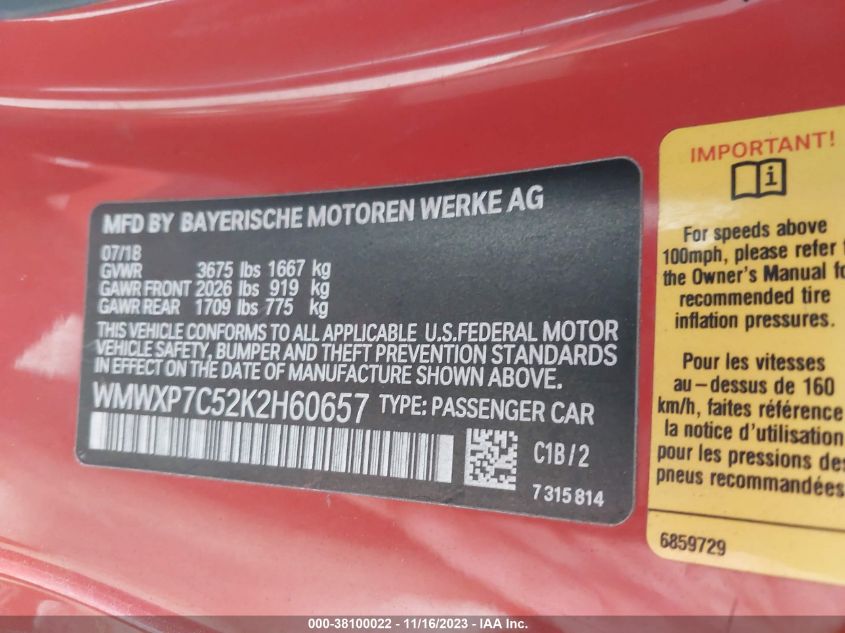 MFD BY BAYERISCHE MOTOREN WERKE AG
07/18
GVWR 3675 lbs 1667 kg
GAWR FRONT 2026 lbs 919 kg
GAWR REAR 1709 lbs 775 kg
THIS VEHICLE CONFORMS TO ALL APPLICABLE U.S.FEDERAL MOTOR
VEHICLE SAFETY, BUMPER AND THEFT PREVENTION STANDARDS
IN EFFECT ON THE DATE OF MANUFACTURE SHOWN ABOVE.
WMWXP7C52K2H60657 TYPE: PASSENGER CAR
C1B/2
7315814
IMPORTANT!
i
For speeds above
100mph, please refer
the Owner's Manual fo
recommended tire
inflation pressures.
Pour les vitesses
au-dessus de 160
km/h, faites référence
la notice d'utilisation
pour les pressions des
pneus recommandées
6859729
000-38100022 - 11/16/2023 - IAA Inc.